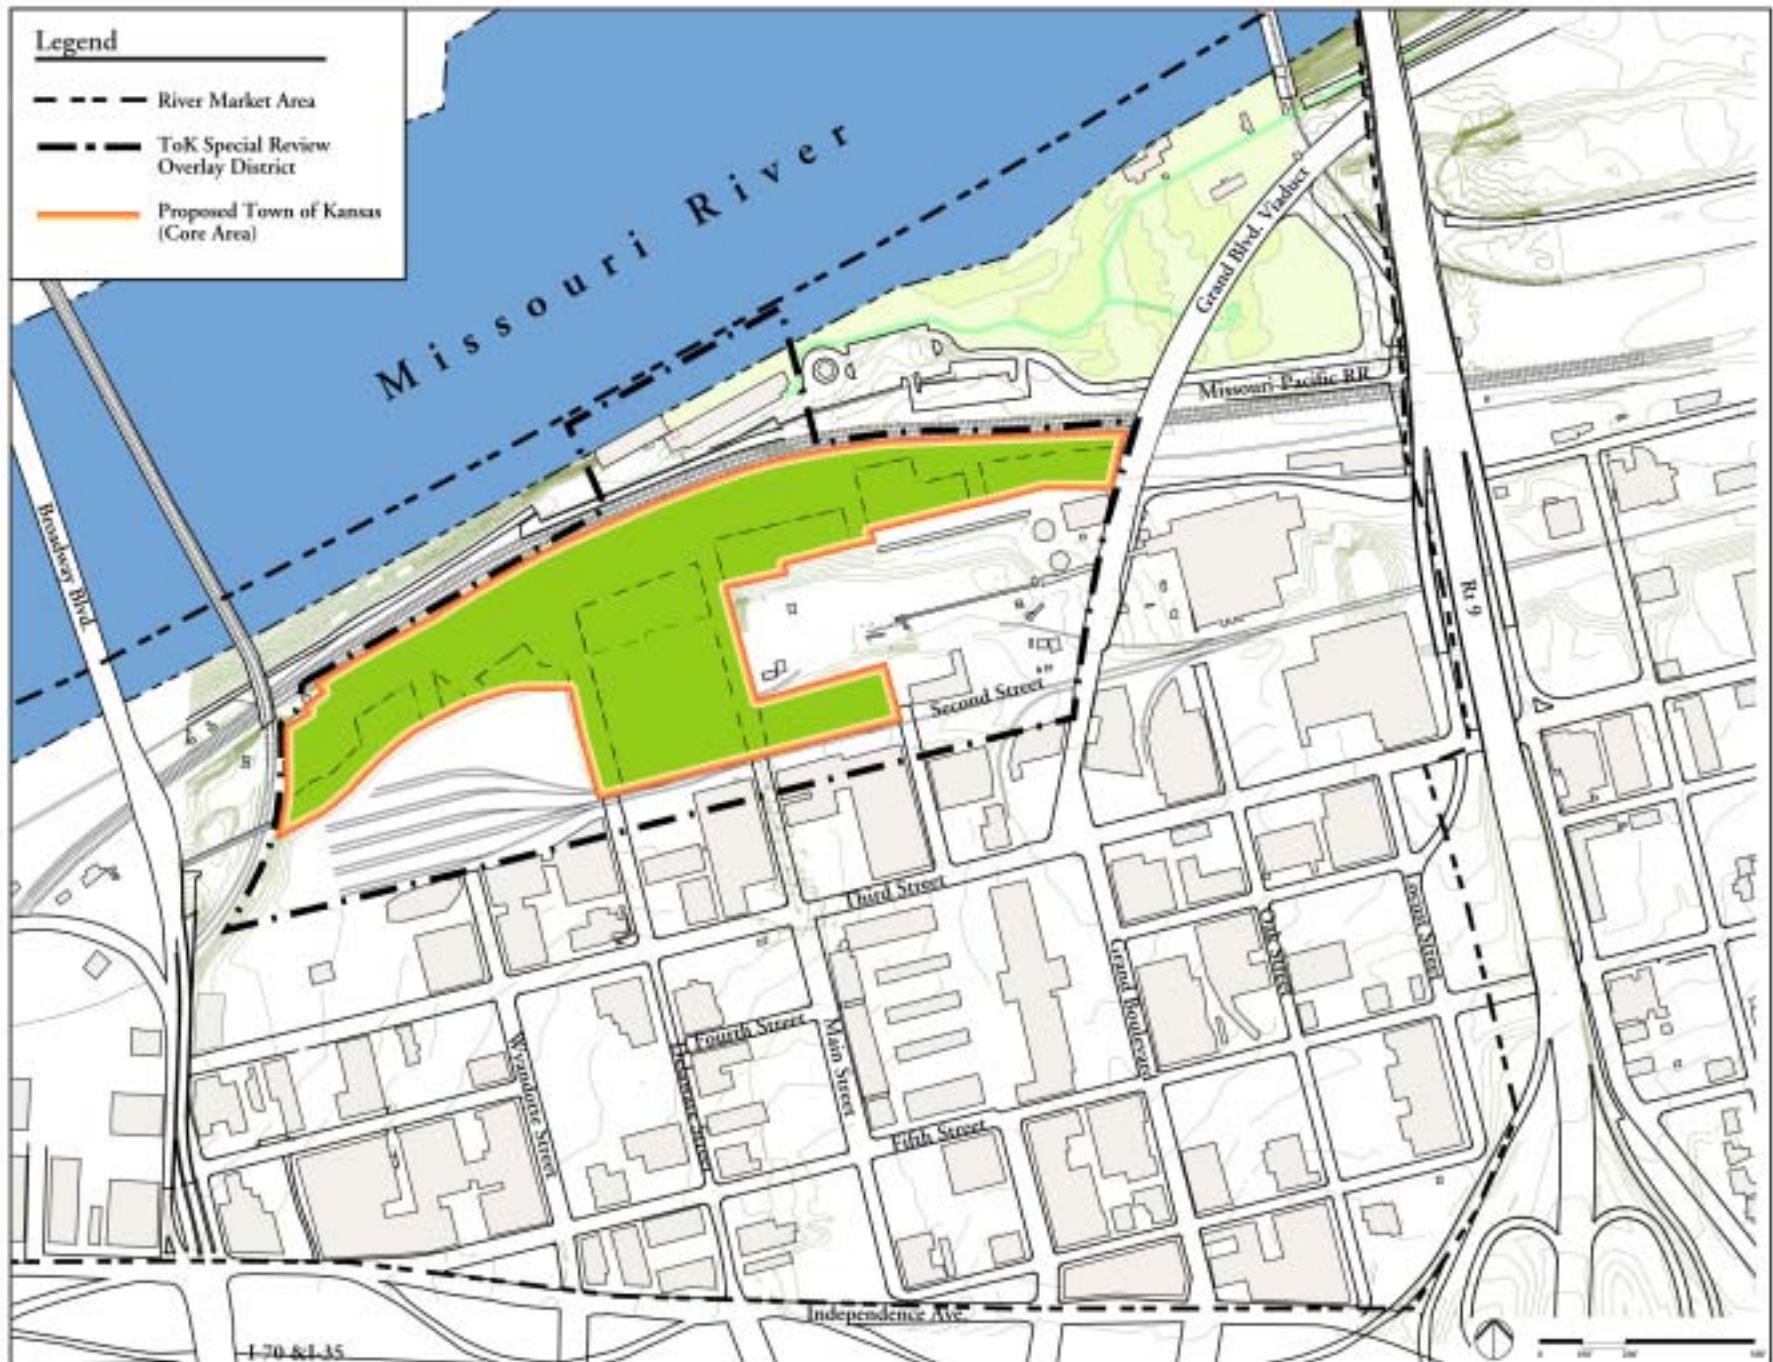 Legend
River Market Area
ToK Special Review
Overlay District
Proposed Town of Kansas
(Core Area)
Missouri River
Grand Blvd. Viaduct
Missouri Pacific RR
Broadway Blvd.
Rt 9
Second Street
Third Street
Grand Boulevard
Oak Street
Fourth Street
Main Street
Delaware Street
Wyandotte Street
Fifth Street
Independence Ave.
I-70 & I-35
0